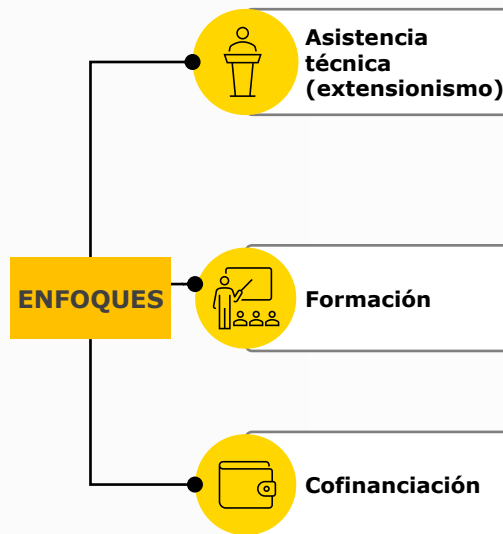 Asistencia
técnica
(extensionismo)
ENFOQUES
Formación
Cofinanciación